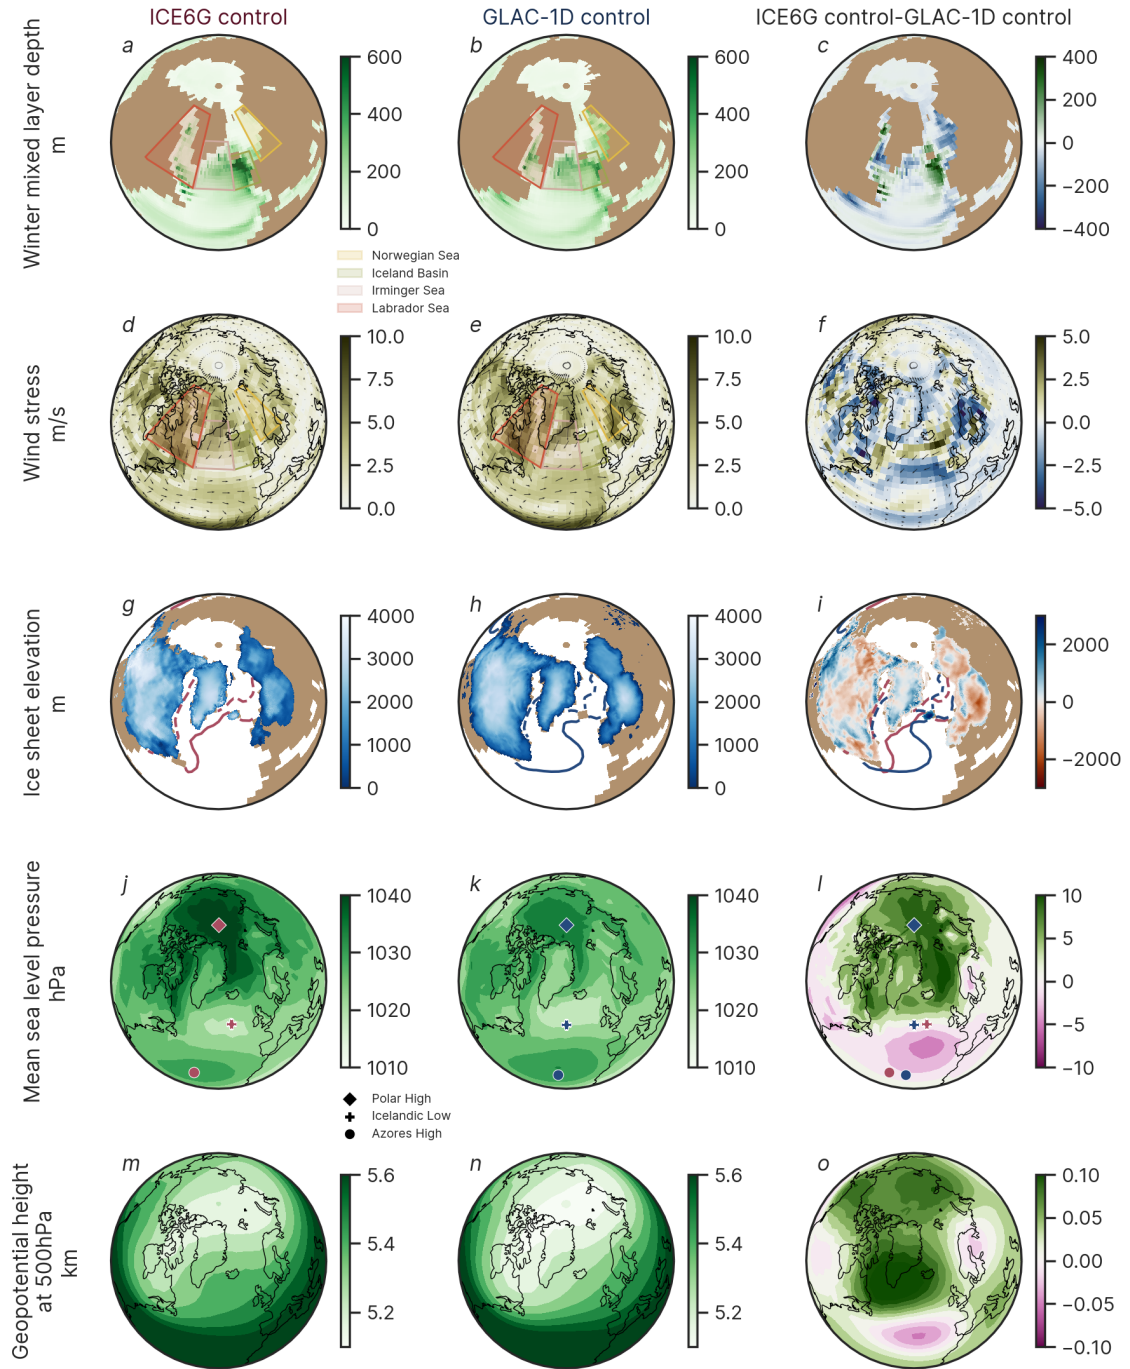 ICE6G control
GLAC-1D control
ICE6G control-GLAC-1D control
Winter mixed layer depth
m
a
600
400
200
0
b
600
400
200
0
c
400
200
0
−200
−400
Norwegian Sea
Iceland Basin
Irminger Sea
Labrador Sea
Wind stress
m/s
d
10.0
7.5
5.0
2.5
0.0
e
10.0
7.5
5.0
2.5
0.0
f
5.0
2.5
0.0
−2.5
−5.0
Ice sheet elevation
m
g
4000
3000
2000
1000
0
h
4000
3000
2000
1000
0
i
2000
0
−2000
Mean sea level pressure
hPa
j
1040
1030
1020
1010
k
1040
1030
1020
1010
l
10
5
0
−5
−10
Polar High
Icelandic Low
Azores High
Geopotential height
at 500hPa
km
m
5.6
5.4
5.2
n
5.6
5.4
5.2
o
0.10
0.05
0.00
−0.05
−0.10